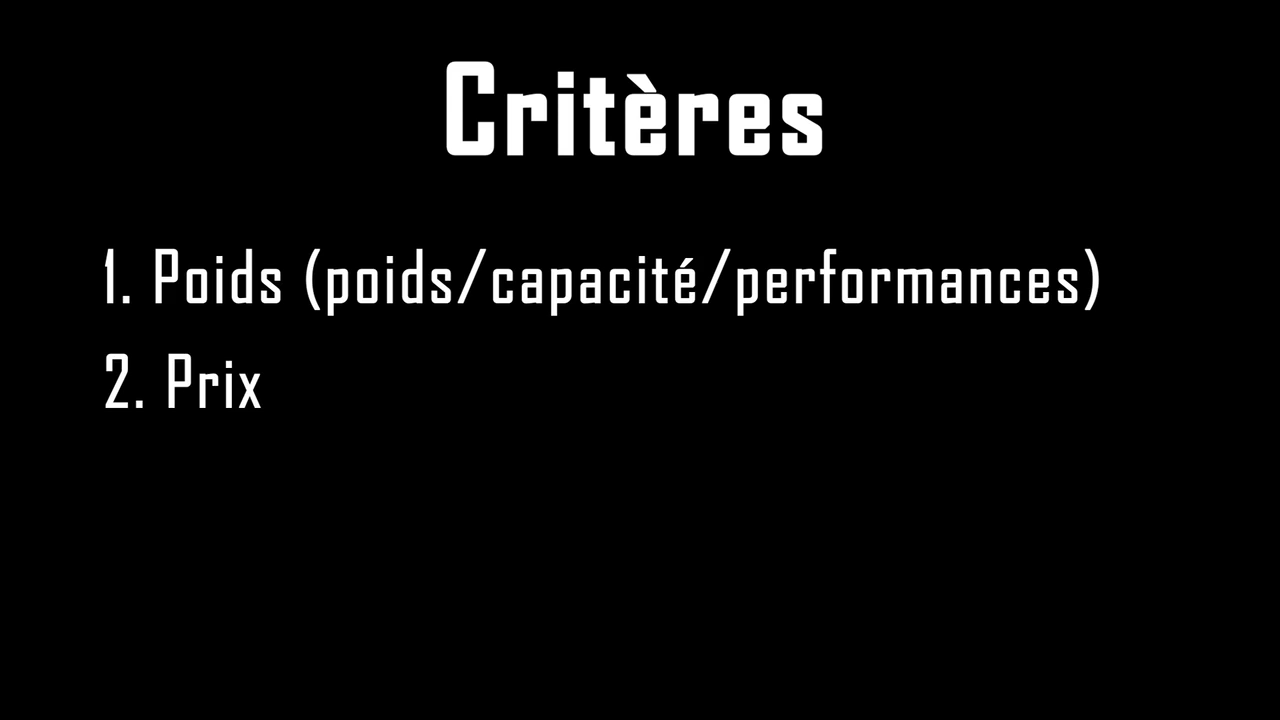 Critères
1. Poids (poids/capacité/performances)
2. Prix